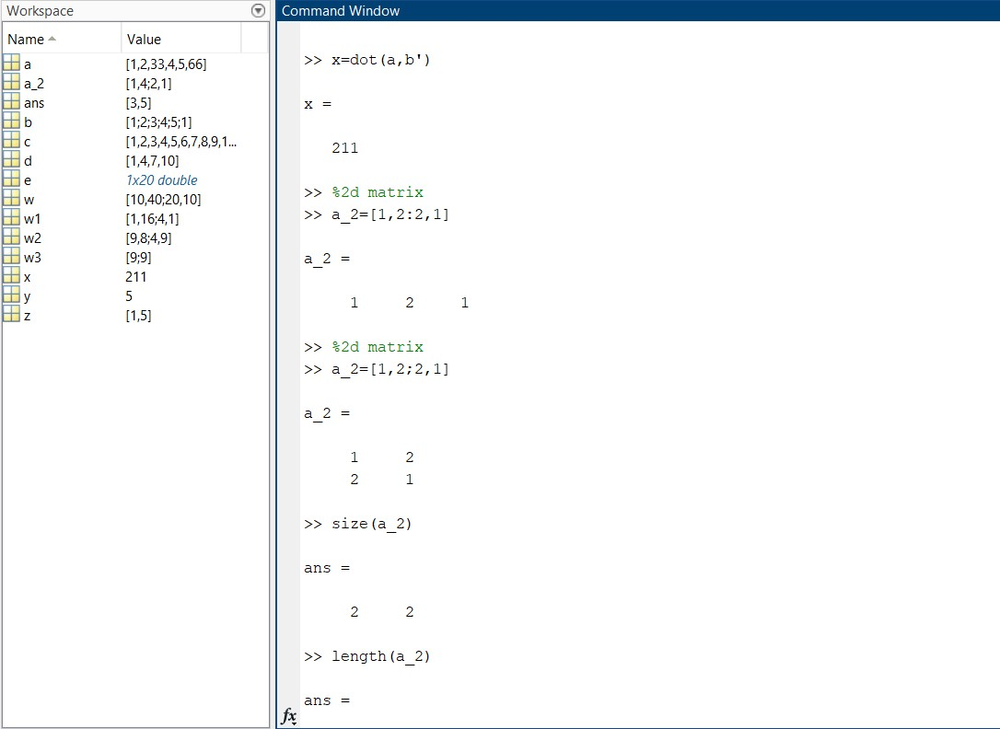 Workspace
Name Value
a [1,2,33,4,5,66]
a_2 [1,4;2,1]
ans [3,5]
b [1;2;3;4;5;1]
c [1,2,3,4,5,6,7,8,9,1...
d [1,4,7,10]
e 1x20 double
w [10,40;20,10]
w1 [1,16;4,1]
w2 [9,8;4,9]
w3 [9;9]
x 211
y 5
z [1,5]
Command Window
>> x=dot(a,b')
x =
211
>> %2d matrix
>> a_2=[1,2:2,1]
a_2 =
1 2 1
>> %2d matrix
>> a_2=[1,2;2,1]
a_2 =
1 2
2 1
>> size(a_2)
ans =
2 2
>> length(a_2)
ans =
fx